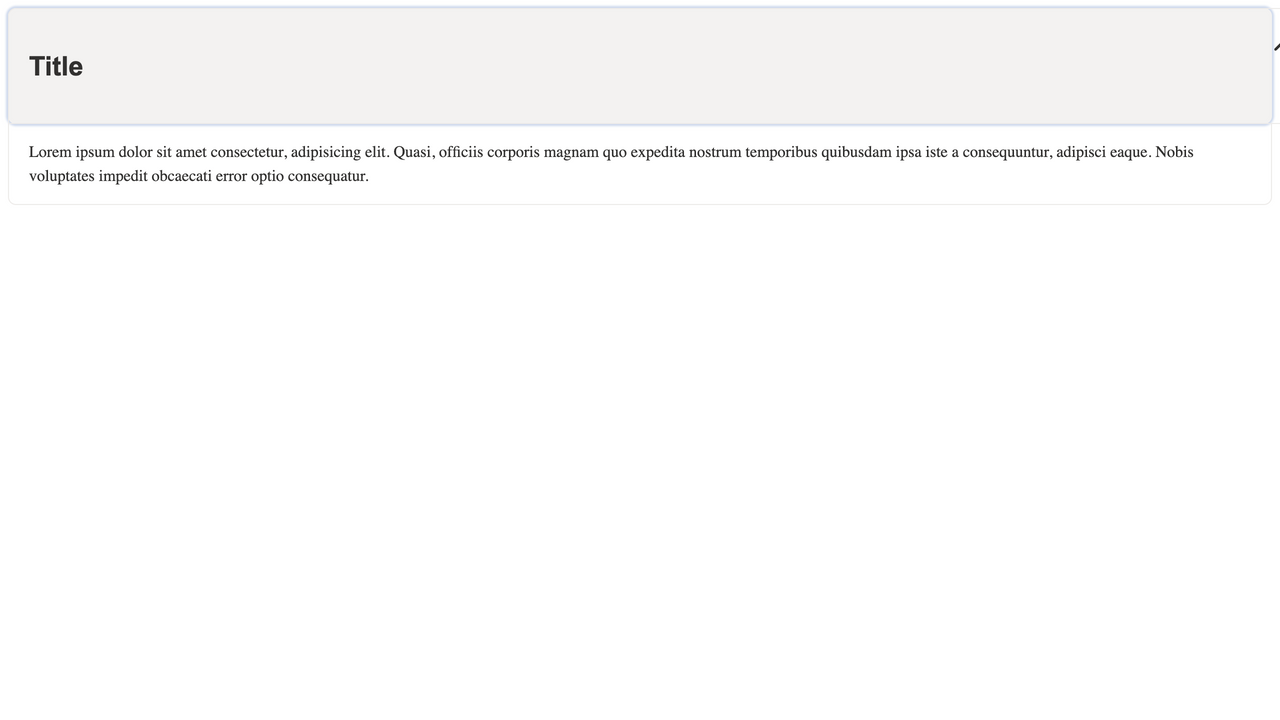 Title
Lorem ipsum dolor sit amet consectetur, adipisicing elit. Quasi, officiis corporis magnam quo expedita nostrum temporibus quibusdam ipsa iste a consequuntur, adipisci eaque. Nobis
voluptates impedit obcaecati error optio consequatur.